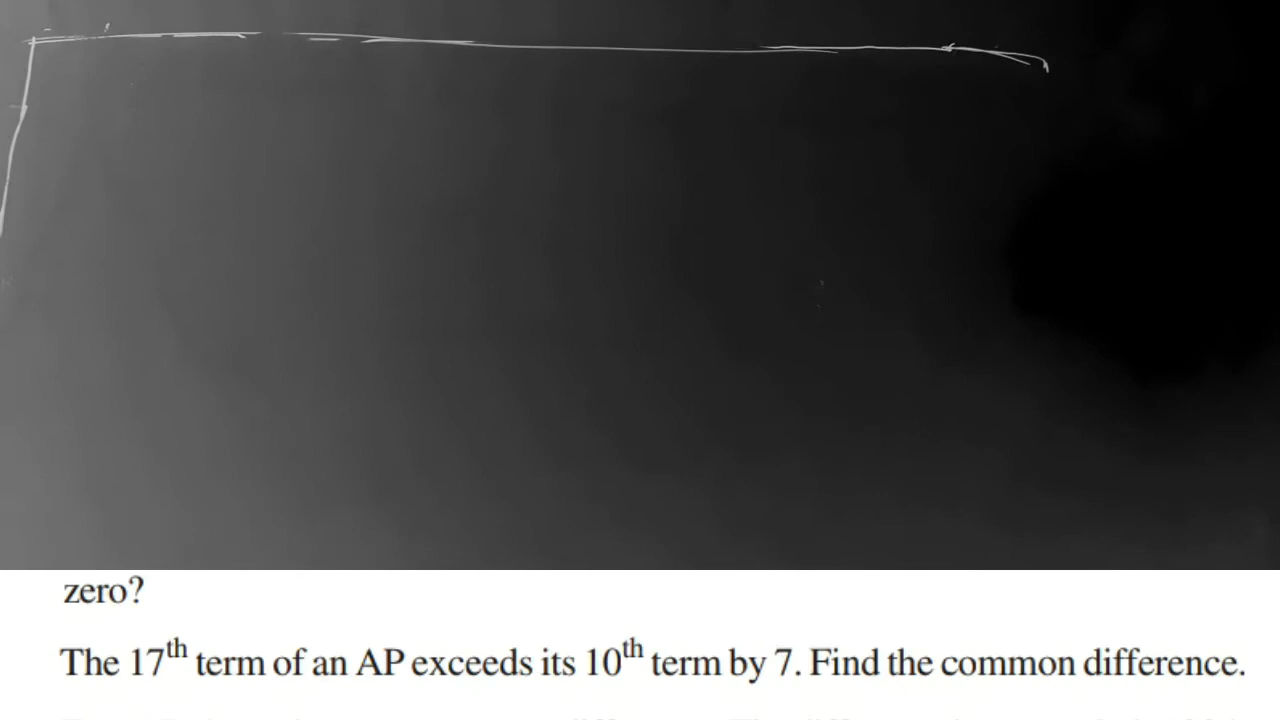 zero?
The 17th term of an AP exceeds its 10th term by 7. Find the common difference.